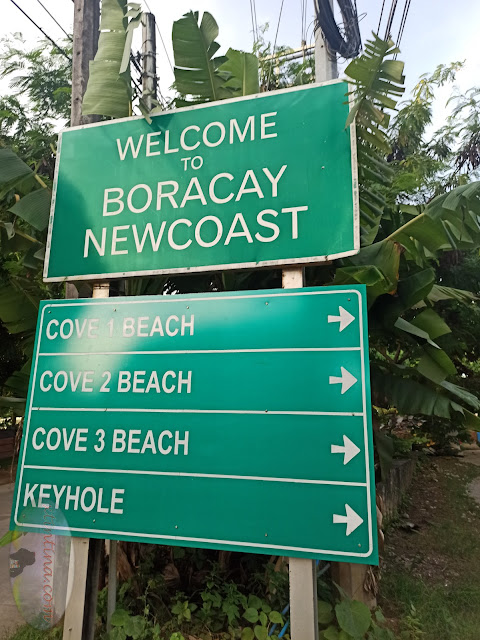 WELCOME
TO
BORACAY
NEWCOAST
COVE 1 BEACH
COVE 2 BEACH
COVE 3 BEACH
KEYHOLE